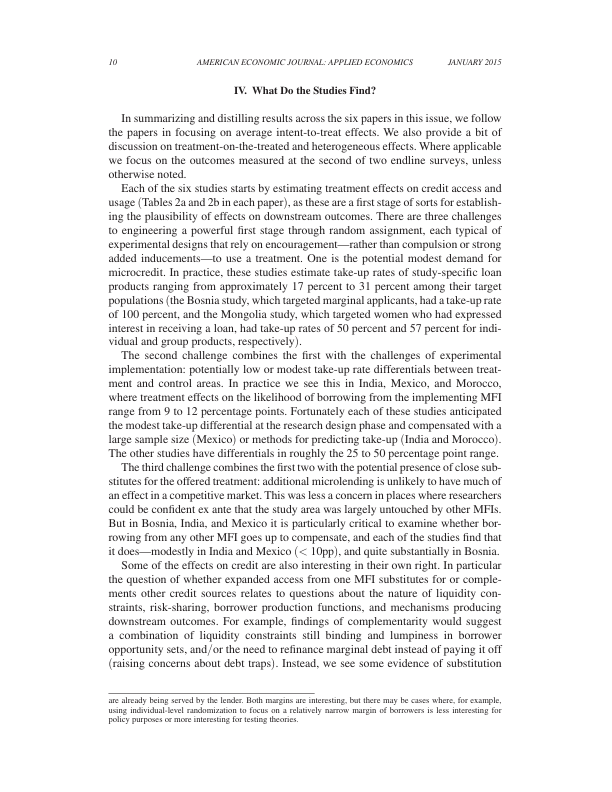 10 AMERICAN ECONOMIC JOURNAL: APPLIED ECONOMICS JANUARY 2015
IV. What Do the Studies Find?
In summarizing and distilling results across the six papers in this issue, we follow
the papers in focusing on average intent-to-treat effects. We also provide a bit of
discussion on treatment-on-the-treated and heterogeneous effects. Where applicable
we focus on the outcomes measured at the second of two endline surveys, unless
otherwise noted.
Each of the six studies starts by estimating treatment effects on credit access and
usage (Tables 2a and 2b in each paper), as these are a first stage of sorts for establish-
ing the plausibility of effects on downstream outcomes. There are three challenges
to engineering a powerful first stage through random assignment, each typical of
experimental designs that rely on encouragement—rather than compulsion or strong
added inducements—to use a treatment. One is the potential modest demand for
microcredit. In practice, these studies estimate take-up rates of study-specific loan
products ranging from approximately 17 percent to 31 percent among their target
populations (the Bosnia study, which targeted marginal applicants, had a take-up rate
of 100 percent, and the Mongolia study, which targeted women who had expressed
interest in receiving a loan, had take-up rates of 50 percent and 57 percent for indi-
vidual and group products, respectively).
The second challenge combines the first with the challenges of experimental
implementation: potentially low or modest take-up rate differentials between treat-
ment and control areas. In practice we see this in India, Mexico, and Morocco,
where treatment effects on the likelihood of borrowing from the implementing MFI
range from 9 to 12 percentage points. Fortunately each of these studies anticipated
the modest take-up differential at the research design phase and compensated with a
large sample size (Mexico) or methods for predicting take-up (India and Morocco).
The other studies have differentials in roughly the 25 to 50 percentage point range.
The third challenge combines the first two with the potential presence of close sub-
stitutes for the offered treatment: additional microlending is unlikely to have much of
an effect in a competitive market. This was less a concern in places where researchers
could be confident ex ante that the study area was largely untouched by other MFIs.
But in Bosnia, India, and Mexico it is particularly critical to examine whether bor-
rowing from any other MFI goes up to compensate, and each of the studies find that
it does—modestly in India and Mexico (< 10pp), and quite substantially in Bosnia.
Some of the effects on credit are also interesting in their own right. In particular
the question of whether expanded access from one MFI substitutes for or comple-
ments other credit sources relates to questions about the nature of liquidity con-
straints, risk-sharing, borrower production functions, and mechanisms producing
downstream outcomes. For example, findings of complementarity would suggest
a combination of liquidity constraints still binding and lumpiness in borrower
opportunity sets, and/or the need to refinance marginal debt instead of paying it off
(raising concerns about debt traps). Instead, we see some evidence of substitution
are already being served by the lender. Both margins are interesting, but there may be cases where, for example,
using individual-level randomization to focus on a relatively narrow margin of borrowers is less interesting for
policy purposes or more interesting for testing theories.